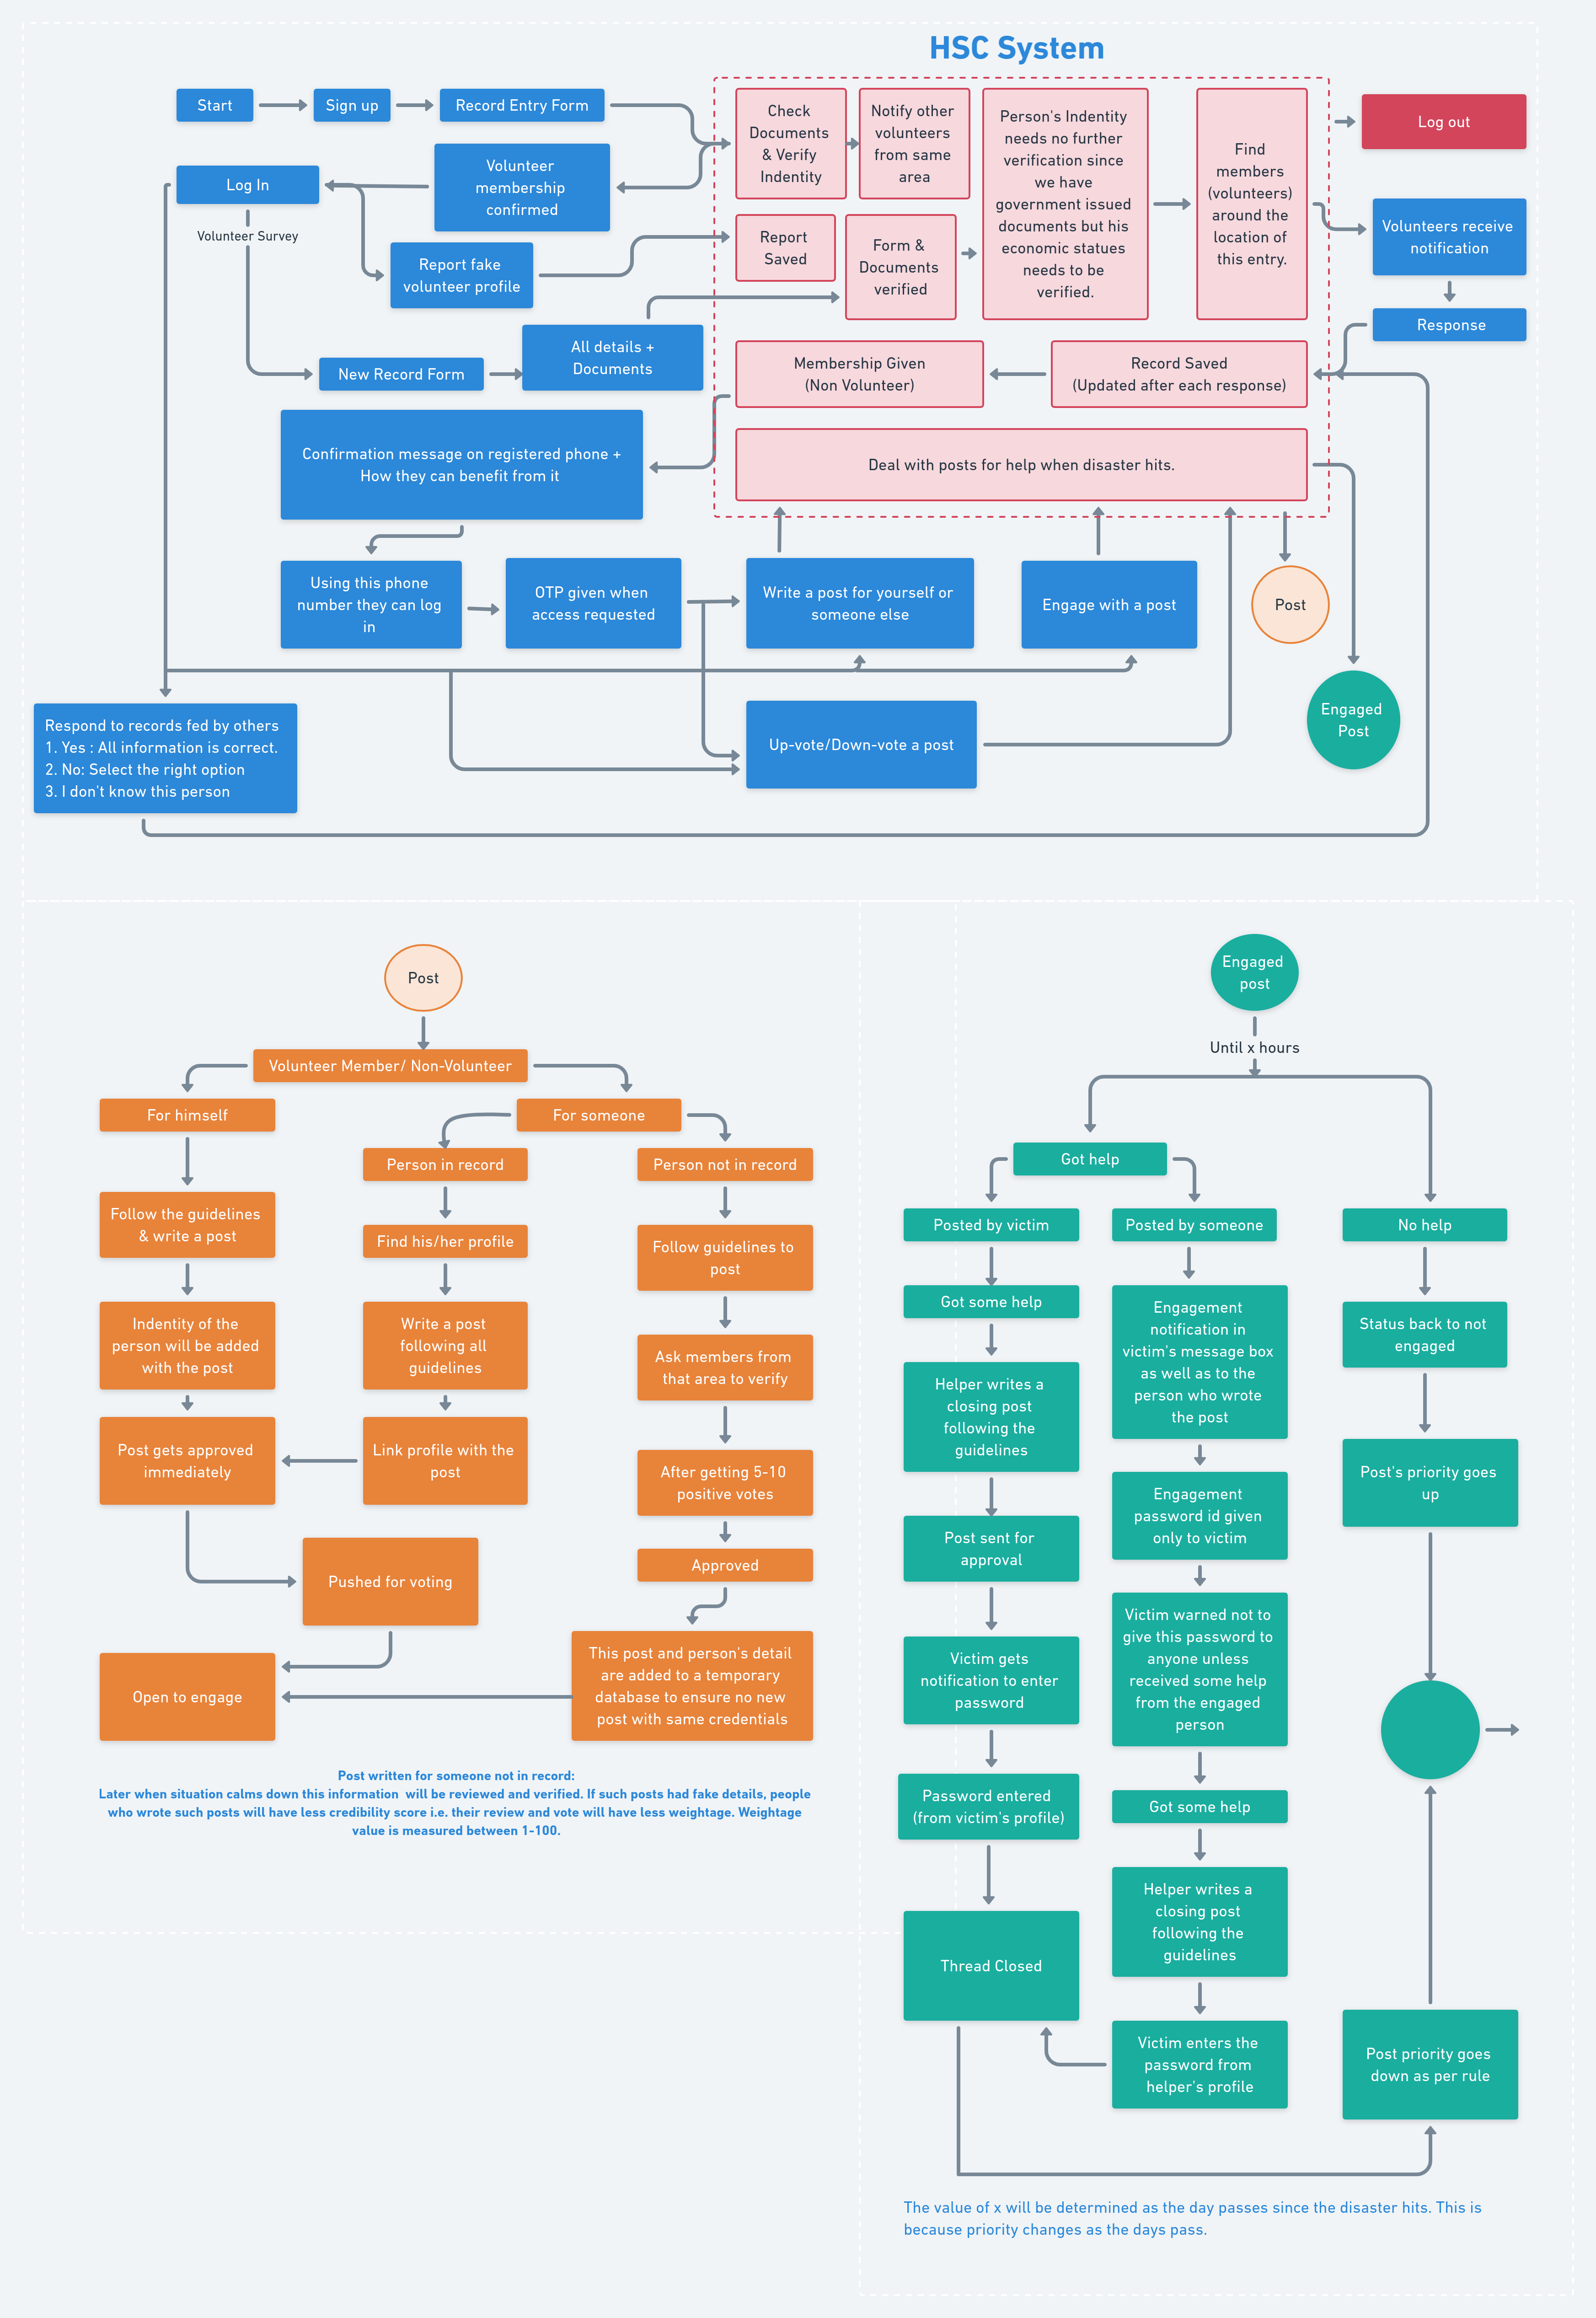 HSC System
Start
Sign up
Record Entry Form
Check
Documents
& Verify
Indentity
Notify other
volunteers
from same
area
Person's Indentity
needs no further
verification since
we have
government issued
documents but his
economic statues
needs to be
verified.
Find
members
(volunteers)
around the
location of
this entry.
Log out
Log In
Volunteer
membership
confirmed
Volunteer Survey
Report fake
volunteer profile
Report
Saved
Form &
Documents
verified
Volunteers receive
notification
Response
New Record Form
All details +
Documents
Membership Given
(Non Volunteer)
Record Saved
(Updated after each response)
Confirmation message on registered phone +
How they can benefit from it
Deal with posts for help when disaster hits.
Using this phone
number they can log
in
OTP given when
access requested
Write a post for yourself or
someone else
Engage with a post
Post
Engaged
Post
Respond to records fed by others
1. Yes : All information is correct.
2. No: Select the right option
3. I don't know this person
Up-vote/Down-vote a post
Post
Volunteer Member/ Non-Volunteer
For himself
For someone
Person in record
Person not in record
Follow the guidelines
& write a post
Find his/her profile
Follow guidelines to
post
Indentity of the
person will be added
with the post
Write a post
following all
guidelines
Ask members from
that area to verify
Post gets approved
immediately
Link profile with the
post
After getting 5-10
positive votes
Pushed for voting
Approved
Open to engage
This post and person's detail
are added to a temporary
database to ensure no new
post with same credentials
Post written for someone not in record:
Later when situation calms down this information will be reviewed and verified. If such posts had fake details, people
who wrote such posts will have less credibility score i.e. their review and vote will have less weightage. Weightage
value is measured between 1-100.
Engaged
post
Until x hours
Got help
Posted by victim
Posted by someone
No help
Got some help
Engagement
notification in
victim's message box
as well as to the
person who wrote
the post
Status back to not
engaged
Helper writes a
closing post
following the
guidelines
Engagement
password id given
only to victim
Post's priority goes
up
Post sent for
approval
Victim warned not to
give this password to
anyone unless
received some help
from the engaged
person
Victim gets
notification to enter
password
Password entered
(from victim's profile)
Got some help
Helper writes a
closing post
following the
guidelines
Thread Closed
Victim enters the
password from
helper's profile
Post priority goes
down as per rule
The value of x will be determined as the day passes since the disaster hits. This is
because priority changes as the days pass.